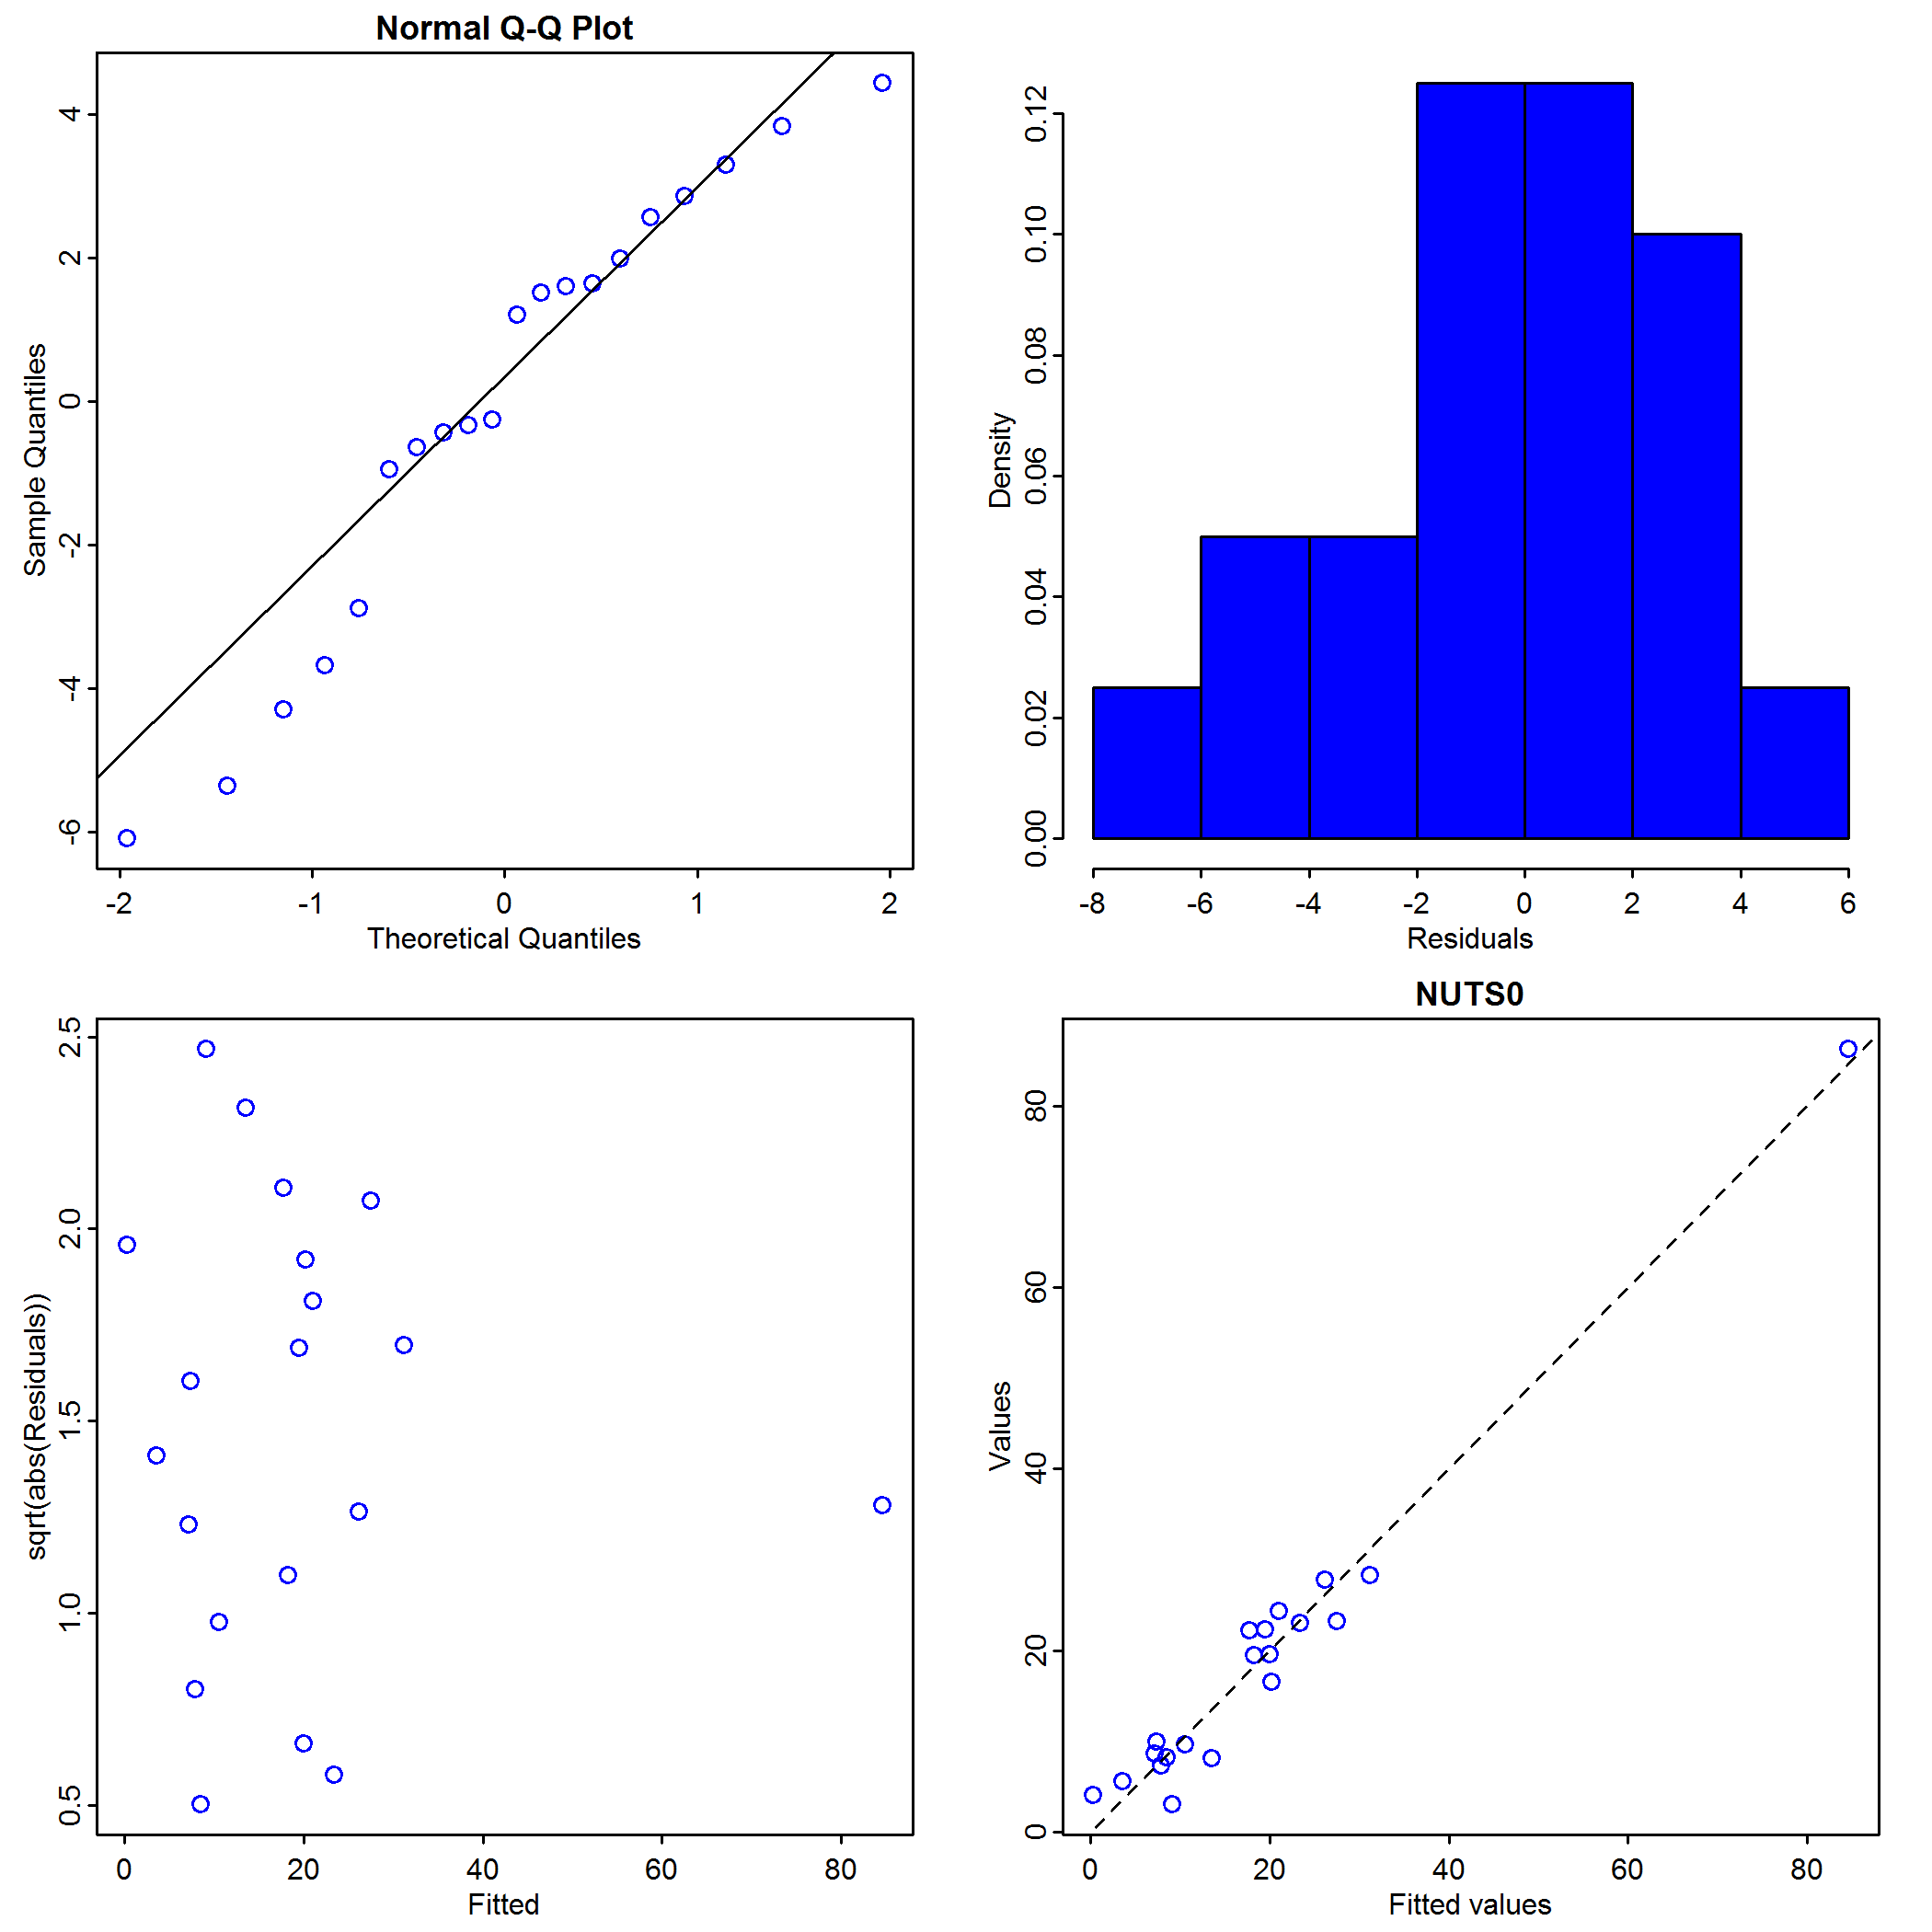 Normal Q-Q Plot
Sample Quantiles
4
2
0
-2
-4
-6
-2 -1 0 1 2
Theoretical Quantiles
Density
0.12
0.10
0.08
0.06
0.04
0.02
0.00
-8 -6 -4 -2 0 2 4 6
Residuals
sqrt(abs(Residuals))
2.5
2.0
1.5
1.0
0.5
0 20 40 60 80
Fitted
NUTS0
Values
80
60
40
20
0
0 20 40 60 80
Fitted values